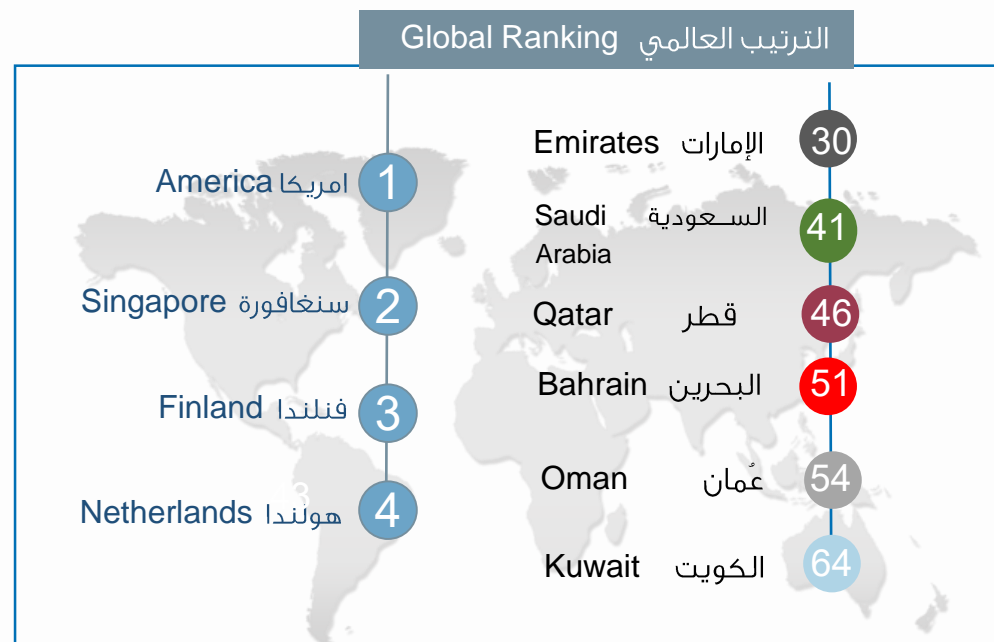 Global Ranking الترتيب العالمي
1 امريكا America
2 سنغافورة Singapore
3 فنلندا Finland
4 هولندا Netherlands
Emirates الإمارات 30
Saudi السعودية 41
Arabia
Qatar قطر 46
Bahrain البحرين 51
Oman عُمان 54
Kuwait الكويت 64